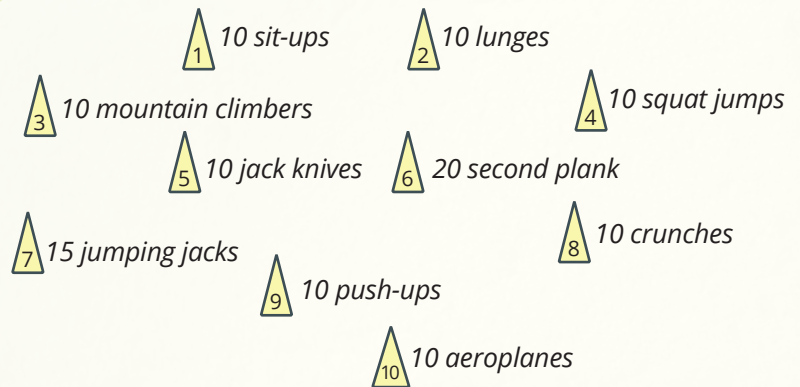 1 10 sit-ups
2 10 lunges
3 10 mountain climbers
4 10 squat jumps
5 10 jack knives
6 20 second plank
7 15 jumping jacks
8 10 crunches
9 10 push-ups
10 10 aeroplanes